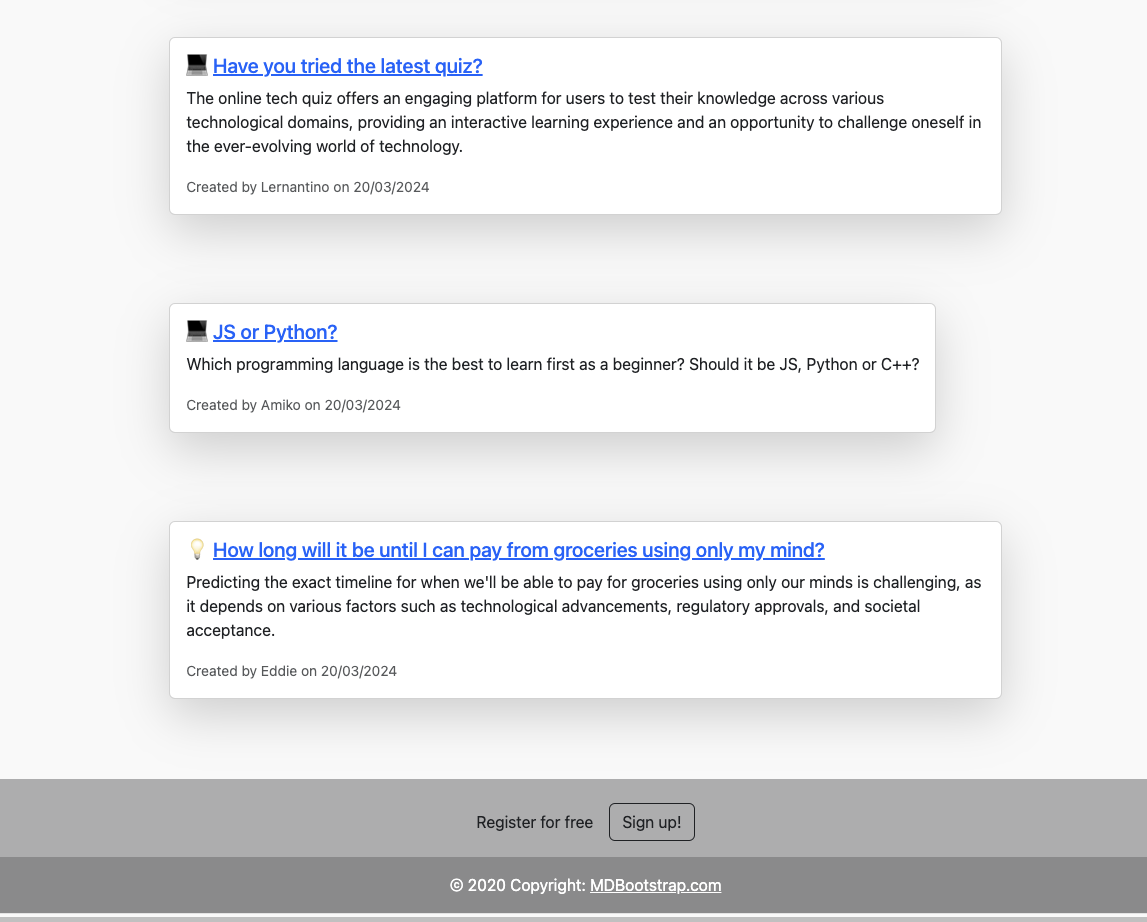 Have you tried the latest quiz?
The online tech quiz offers an engaging platform for users to test their knowledge across various
technological domains, providing an interactive learning experience and an opportunity to challenge oneself in
the ever-evolving world of technology.
Created by Lernantino on 20/03/2024
JS or Python?
Which programming language is the best to learn first as a beginner? Should it be JS, Python or C++?
Created by Amiko on 20/03/2024
How long will it be until I can pay from groceries using only my mind?
Predicting the exact timeline for when we'll be able to pay for groceries using only our minds is challenging, as
it depends on various factors such as technological advancements, regulatory approvals, and societal
acceptance.
Created by Eddie on 20/03/2024
Register for free Sign up!
© 2020 Copyright: MDBootstrap.com